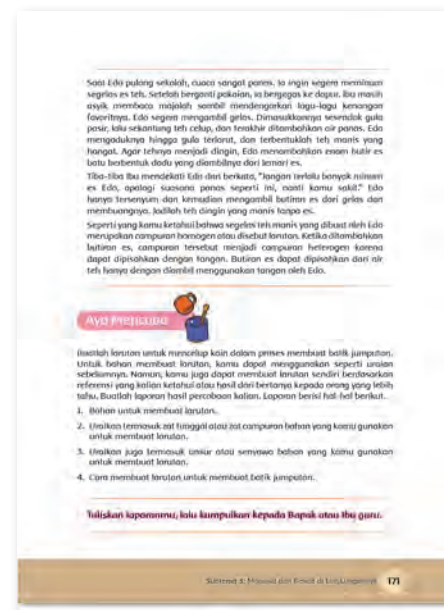 Saat Edo pulang sekolah, cuaca sangat panas. Ia ingin segera meminum
segelas es teh. Setelah berganti pakaian, ia bergegas ke dapur. Ibu masih
asyik membaca majalah sambil mendengarkan lagu-lagu kenangan
favoritnya. Edo segera mengambil gelas. Dimasukkannya sesendok gula
pasir, lalu sekantung teh celup, dan terakhir ditambahkan air panas. Edo
mengaduknya hingga gula terlarut, dan terbentuklah teh manis yang
hangat. Agar tehnya menjadi dingin, Edo menambahkan enam butir es
batu berbentuk dadu yang diambilnya dari lemari es.
Tiba-tiba Ibu mendekati Edo dan berkata, "Jangan terlalu banyak minum
es Edo, apalagi suasana panas seperti ini, nanti kamu sakit." Edo
hanya tersenyum dan kemudian mengambil butiran es dari gelas dan
membuangnya. Jadilah teh dingin yang manis tanpa es.
Seperti yang kamu ketahui bahwa segelas teh manis yang dibuat oleh Edo
merupakan campuran homogen atau disebut larutan. Ketika ditambahkan
butiran es, campuran tersebut menjadi campuran heterogen karena
dapat dipisahkan dengan tangan. Butiran es dapat dipisahkan dari air
teh hanya dengan diambil menggunakan tangan oleh Edo.
Ayo Mencoba
Buatlah larutan untuk mencelup kain dalam proses membuat batik jumputan.
Untuk bahan membuat larutan, kamu dapat menggunakan seperti uraian
sebelumnya. Namun, kamu juga dapat membuat larutan sendiri berdasarkan
referensi yang kalian ketahui atau hasil dari bertanya kepada orang yang lebih
tahu. Buatlah laporan hasil percobaan kalian. Laporan berisi hal-hal berikut.
1. Bahan untuk membuat larutan.
2. Uraikan termasuk zat tunggal atau zat campuran bahan yang kamu gunakan
untuk membuat larutan.
3. Uraikan juga termasuk unsur atau senyawa bahan yang kamu gunakan
untuk membuat larutan.
4. Cara membuat larutan untuk membuat batik jumputan.
Tuliskan laporanmu, lalu kumpulkan kepada Bapak atau Ibu guru.
Subtema 3: Manusia dan Benda di Lingkungannya 171